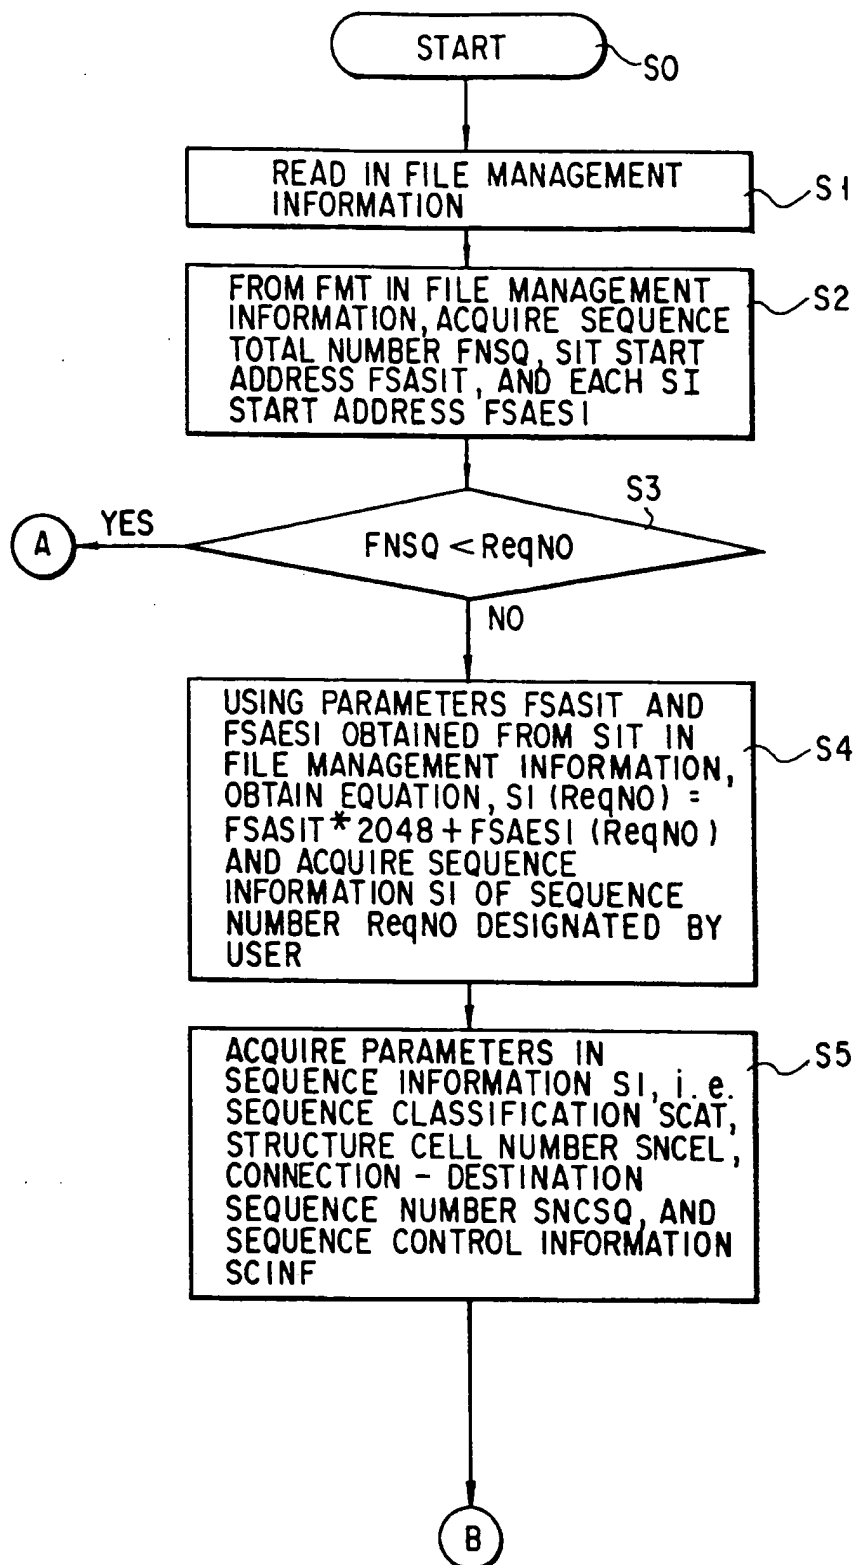 START
S0
READ IN FILE MANAGEMENT
INFORMATION
S1
FROM FMT IN FILE MANAGEMENT
INFORMATION, ACQUIRE SEQUENCE
TOTAL NUMBER FNSQ, SIT START
ADDRESS FSASIT, AND EACH SI
START ADDRESS FSAESI
S2
S3
FNSQ < ReqNO
YES
A
NO
USING PARAMETERS FSASIT AND
FSAESI OBTAINED FROM SIT IN
FILE MANAGEMENT INFORMATION,
OBTAIN EQUATION, SI (ReqNO) =
FSASIT * 2048 + FSAESI (ReqNO)
AND ACQUIRE SEQUENCE
INFORMATION SI OF SEQUENCE
NUMBER ReqNO DESIGNATED BY
USER
S4
ACQUIRE PARAMETERS IN
SEQUENCE INFORMATION SI, i.e.
SEQUENCE CLASSIFICATION SCAT,
STRUCTURE CELL NUMBER SNCEL,
CONNECTION - DESTINATION
SEQUENCE NUMBER SNCSQ, AND
SEQUENCE CONTROL INFORMATION
SCINF
S5
B